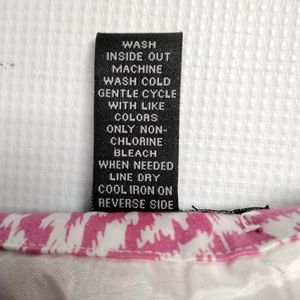 WASH
INSIDE OUT
MACHINE
WASH COLD
GENTLE CYCLE
WITH LIKE
COLORS
ONLY NON-
CHLORINE
BLEACH
WHEN NEEDED
LINE DRY
COOL IRON ON
REVERSE SIDE